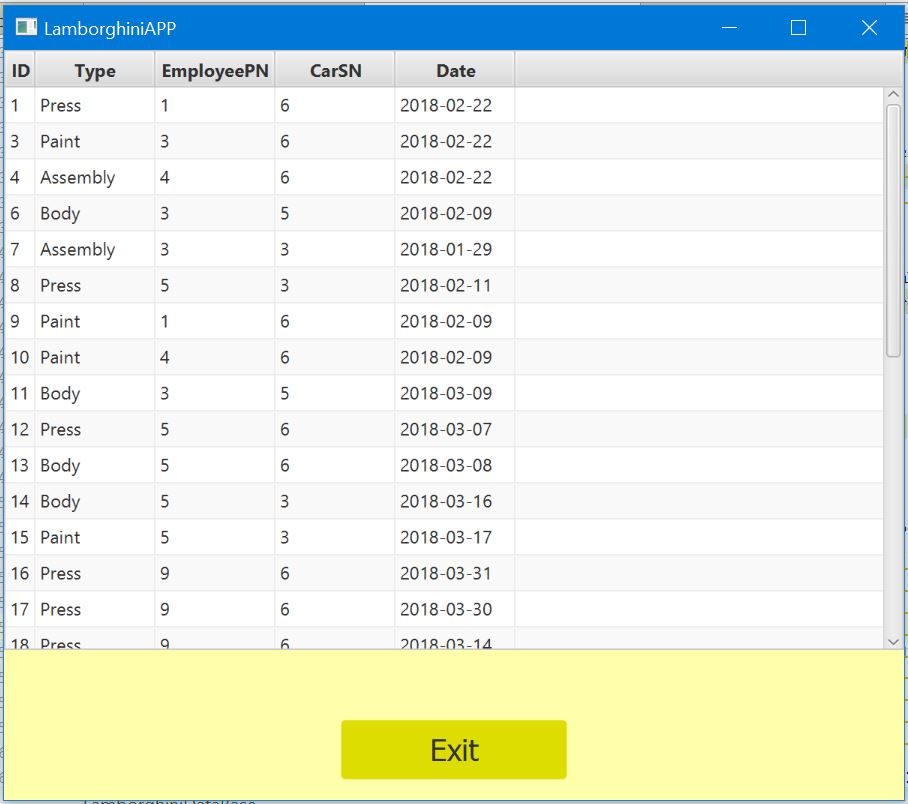 LamborghiniAPP
ID Type EmployeePN CarSN Date
1 Press 1 6 2018-02-22
3 Paint 3 6 2018-02-22
4 Assembly 4 6 2018-02-22
6 Body 3 5 2018-02-09
7 Assembly 3 3 2018-01-29
8 Press 5 3 2018-02-11
9 Paint 1 6 2018-02-09
10 Paint 4 6 2018-02-09
11 Body 3 5 2018-03-09
12 Press 5 6 2018-03-07
13 Body 5 6 2018-03-08
14 Body 5 3 2018-03-16
15 Paint 5 3 2018-03-17
16 Press 9 6 2018-03-31
17 Press 9 6 2018-03-30
18 Press 9 6 2018-03-14
Exit
LamborghiniDataBase